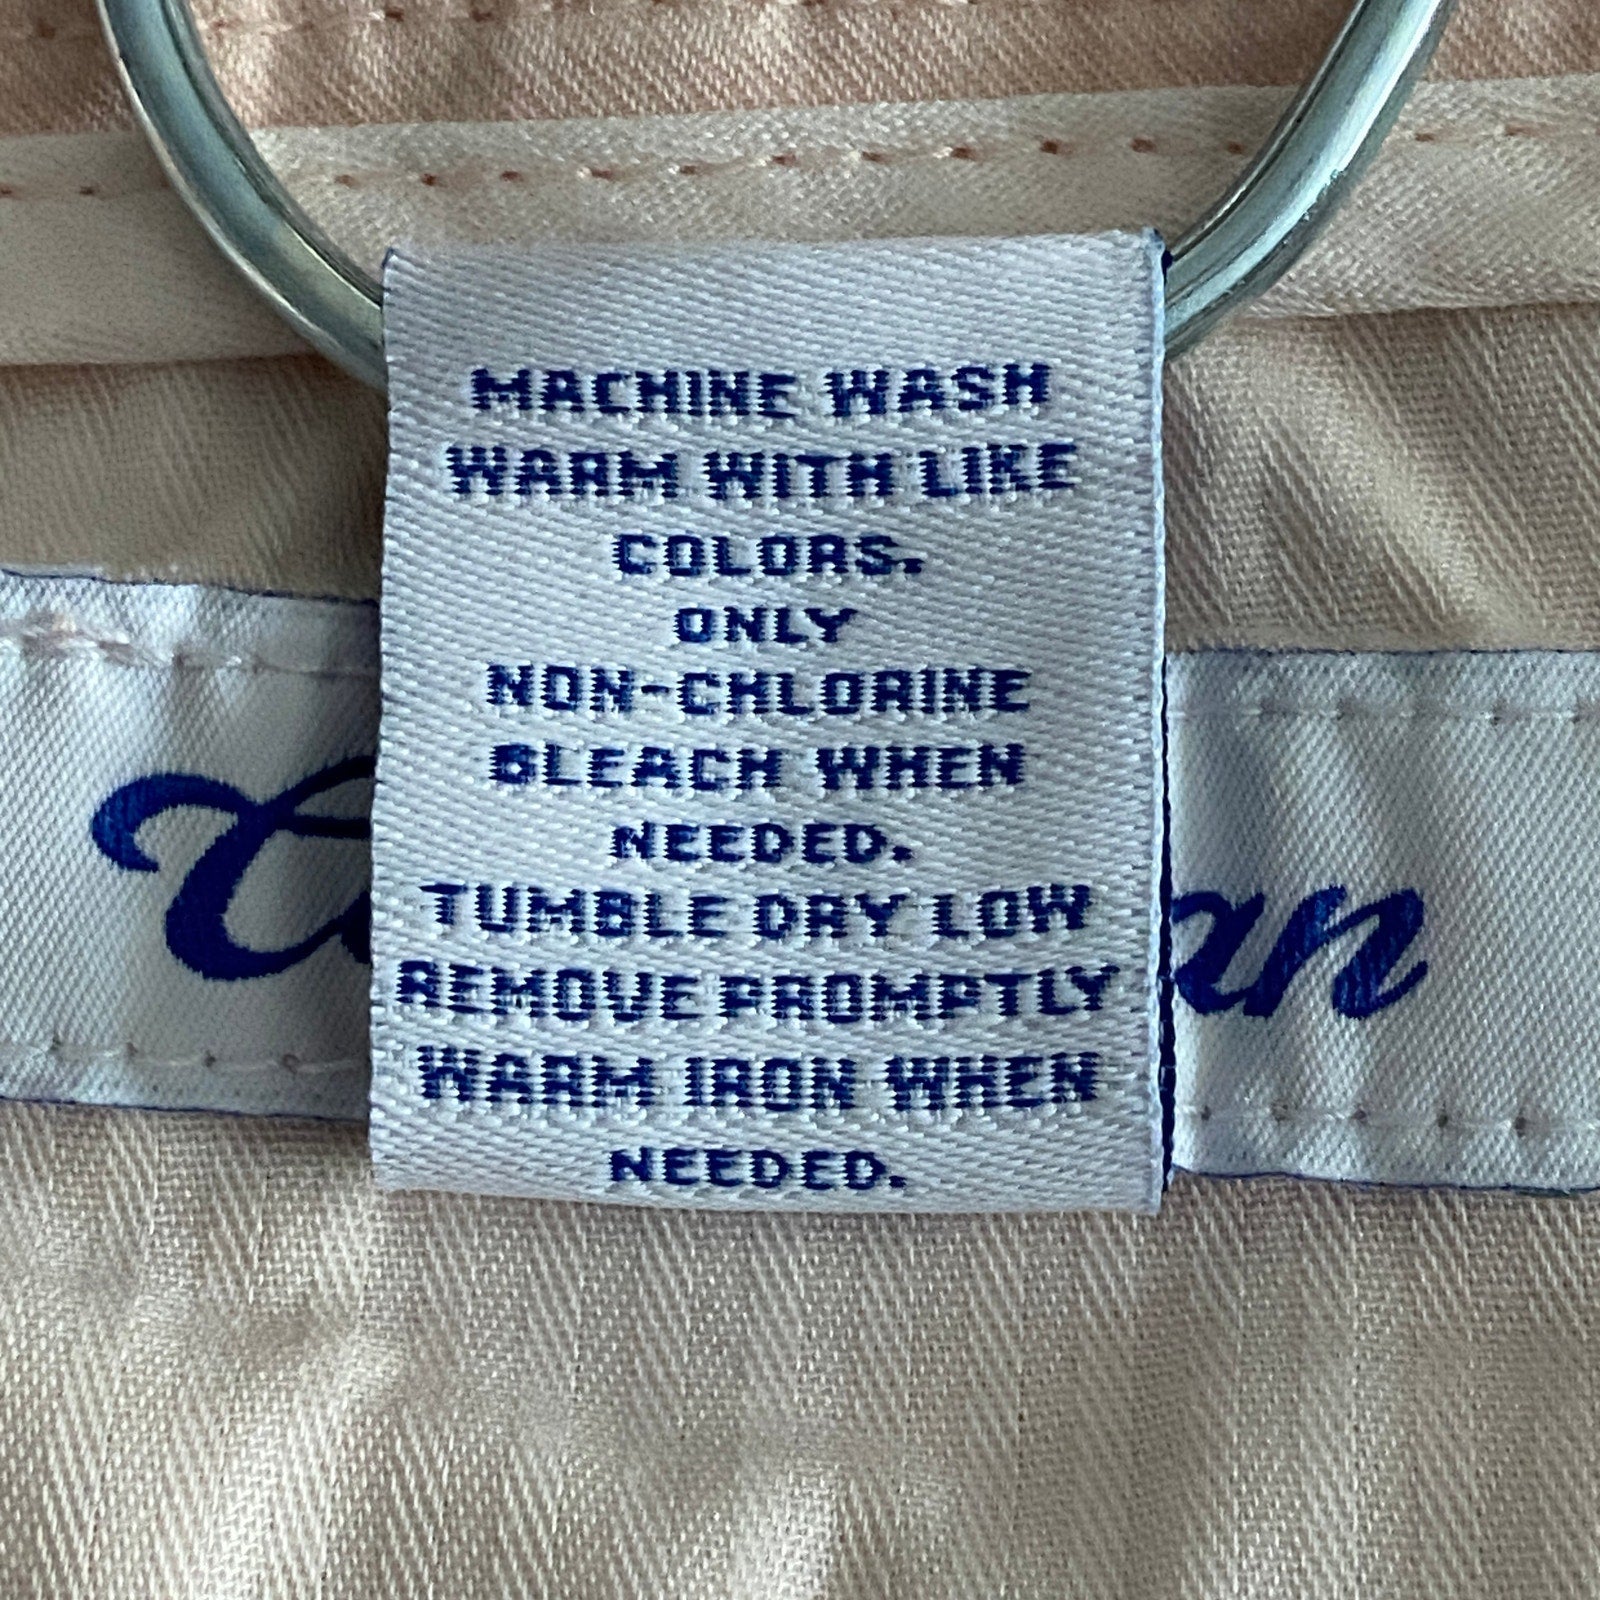 MACHINE WASH
WARM WITH LIKE
COLORS.
ONLY
NON-CHLORINE
BLEACH WHEN
NEEDED.
TUMBLE DRY LOW
REMOVE PROMPTLY
WARM IRON WHEN
NEEDED.